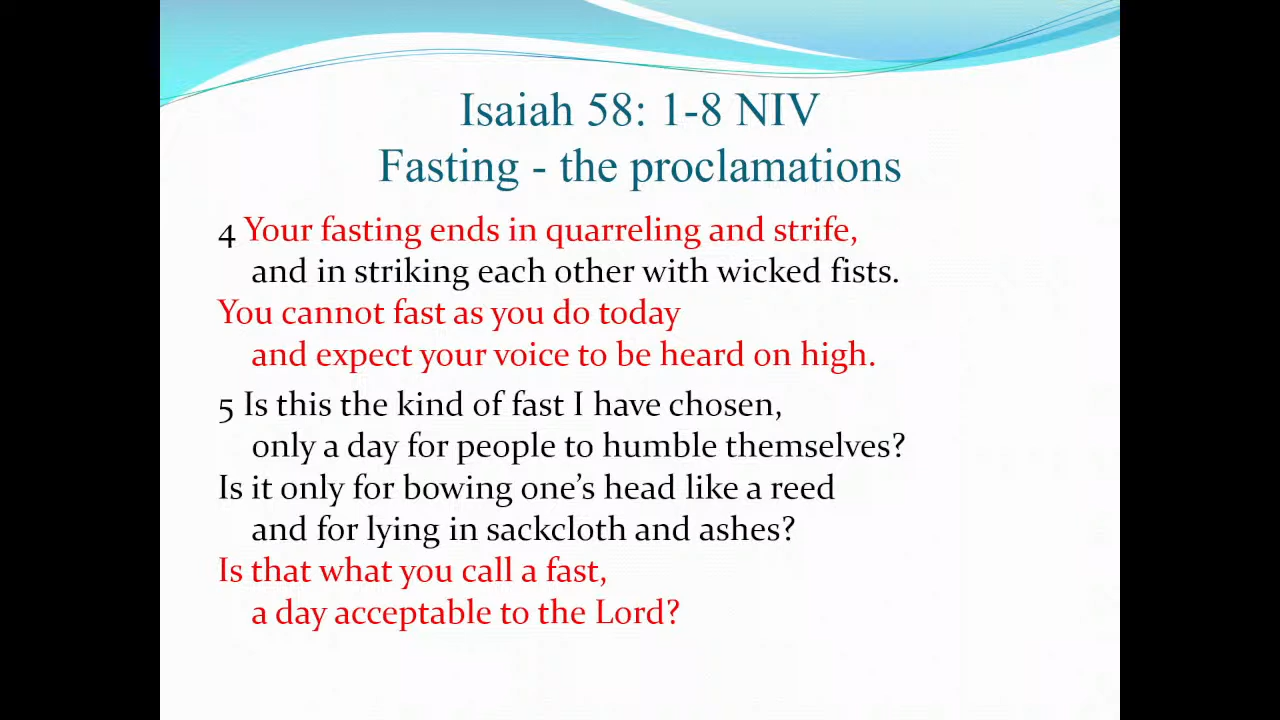 Isaiah 58: 1-8 NIV
Fasting - the proclamations
4 Your fasting ends in quarreling and strife,
and in striking each other with wicked fists.
You cannot fast as you do today
and expect your voice to be heard on high.
5 Is this the kind of fast I have chosen,
only a day for people to humble themselves?
Is it only for bowing one’s head like a reed
and for lying in sackcloth and ashes?
Is that what you call a fast,
a day acceptable to the Lord?